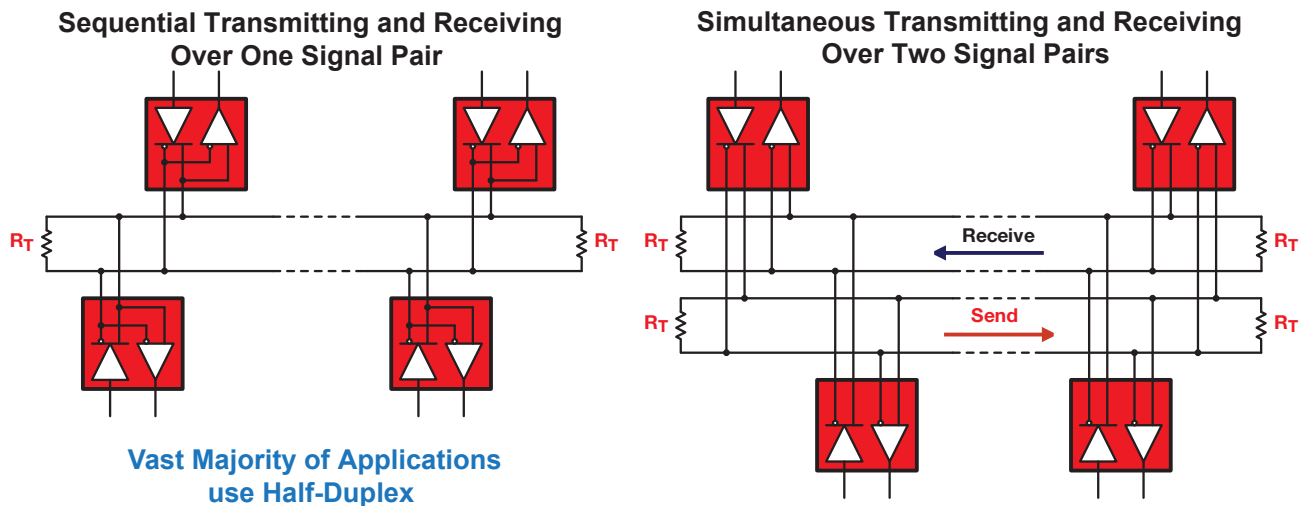 Sequential Transmitting and Receiving
Over One Signal Pair
RT
RT
Vast Majority of Applications
use Half-Duplex
Simultaneous Transmitting and Receiving
Over Two Signal Pairs
RT
Receive
RT
RT
Send
RT